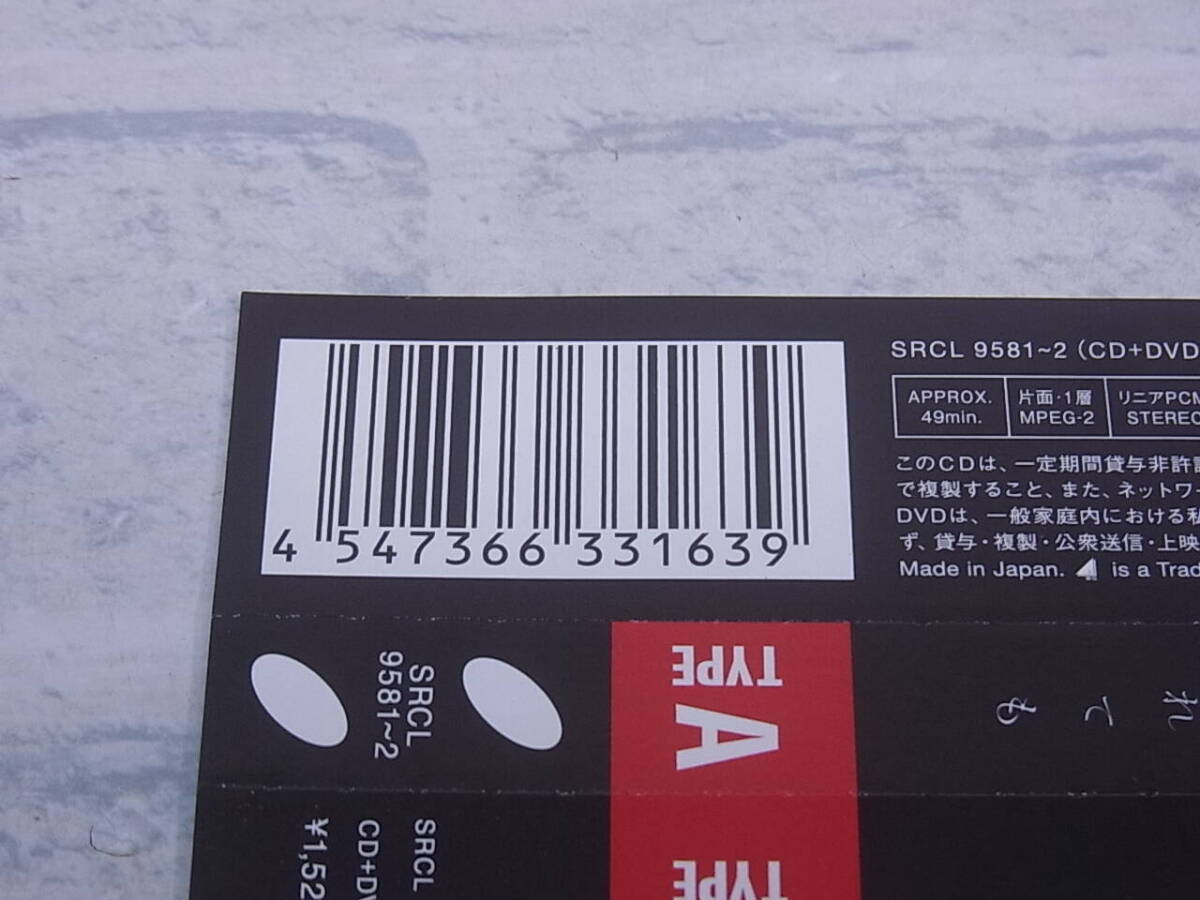 4 547366 331639
SRCL 9581~2 (CD+DVD
APPROX.
49min.
片面・1層
MPEG-2
リニアPCM
STEREO
このCDは、一定期間貸与非許諾
で複製すること、また、ネットワー
DVDは、一般家庭内における私
ず、貸与・複製・公衆送信・上映
Made in Japan. is a Trad
SRCL
9581~2
TYPE
A
れ
て
も
SRCL
CD+DV
¥1,52
TYPE